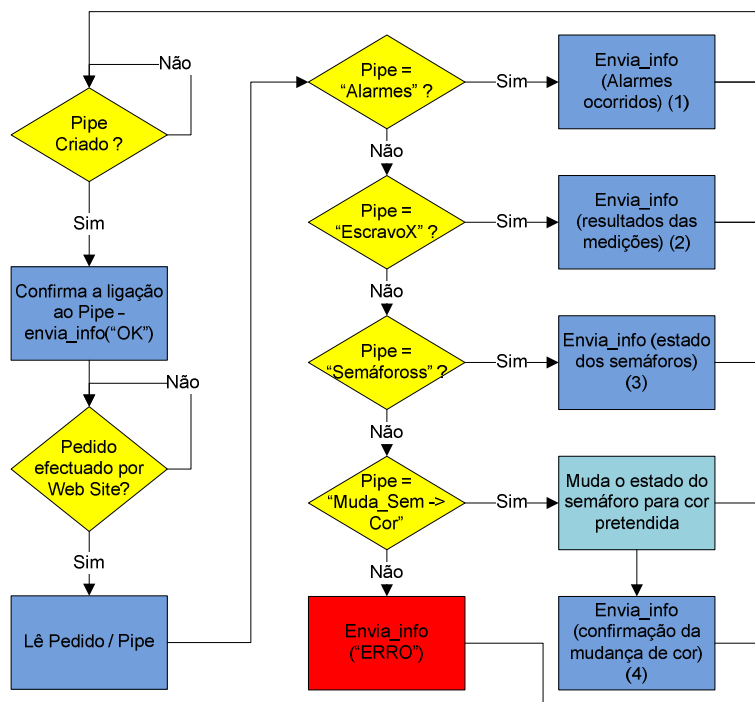 Não
Pipe
Criado ?
Sim
Confirma a ligação
ao Pipe –
envia_info(“OK”)
Não
Pedido
efectuado por
Web Site?
Sim
Lê Pedido / Pipe
Pipe =
“Alarmes” ?
Sim
Envia_info
(Alarmes
ocorridos) (1)
Não
Pipe =
“EscravoX” ?
Sim
Envia_info
(resultados das
medições) (2)
Não
Pipe =
“Semáfoross” ?
Sim
Envia_info (estado
dos semáforos)
(3)
Não
Pipe =
“Muda_Sem ->
Cor”
Sim
Muda o estado do
semáforo para cor
pretendida
Não
Envia_info
(“ERRO”)
Envia_info
(confirmação da
mudança de cor)
(4)